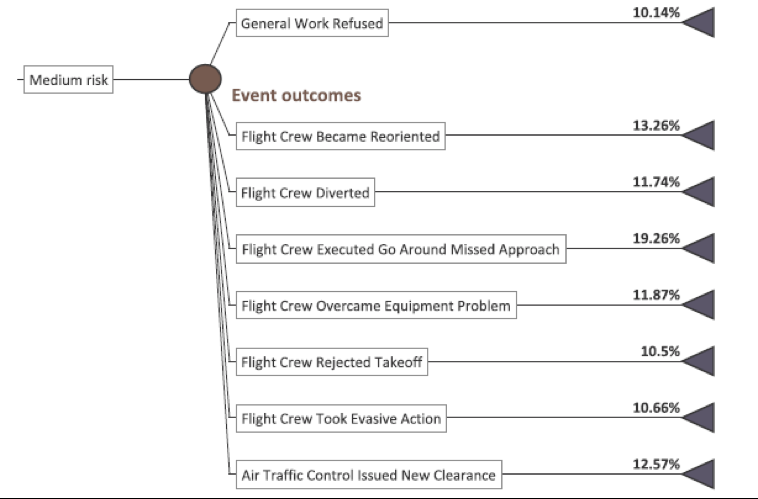 General Work Refused
10.14%
Medium risk
Event outcomes
Flight Crew Became Reoriented
13.26%
Flight Crew Diverted
11.74%
Flight Crew Executed Go Around Missed Approach
19.26%
Flight Crew Overcame Equipment Problem
11.87%
Flight Crew Rejected Takeoff
10.5%
Flight Crew Took Evasive Action
10.66%
Air Traffic Control Issued New Clearance
12.57%